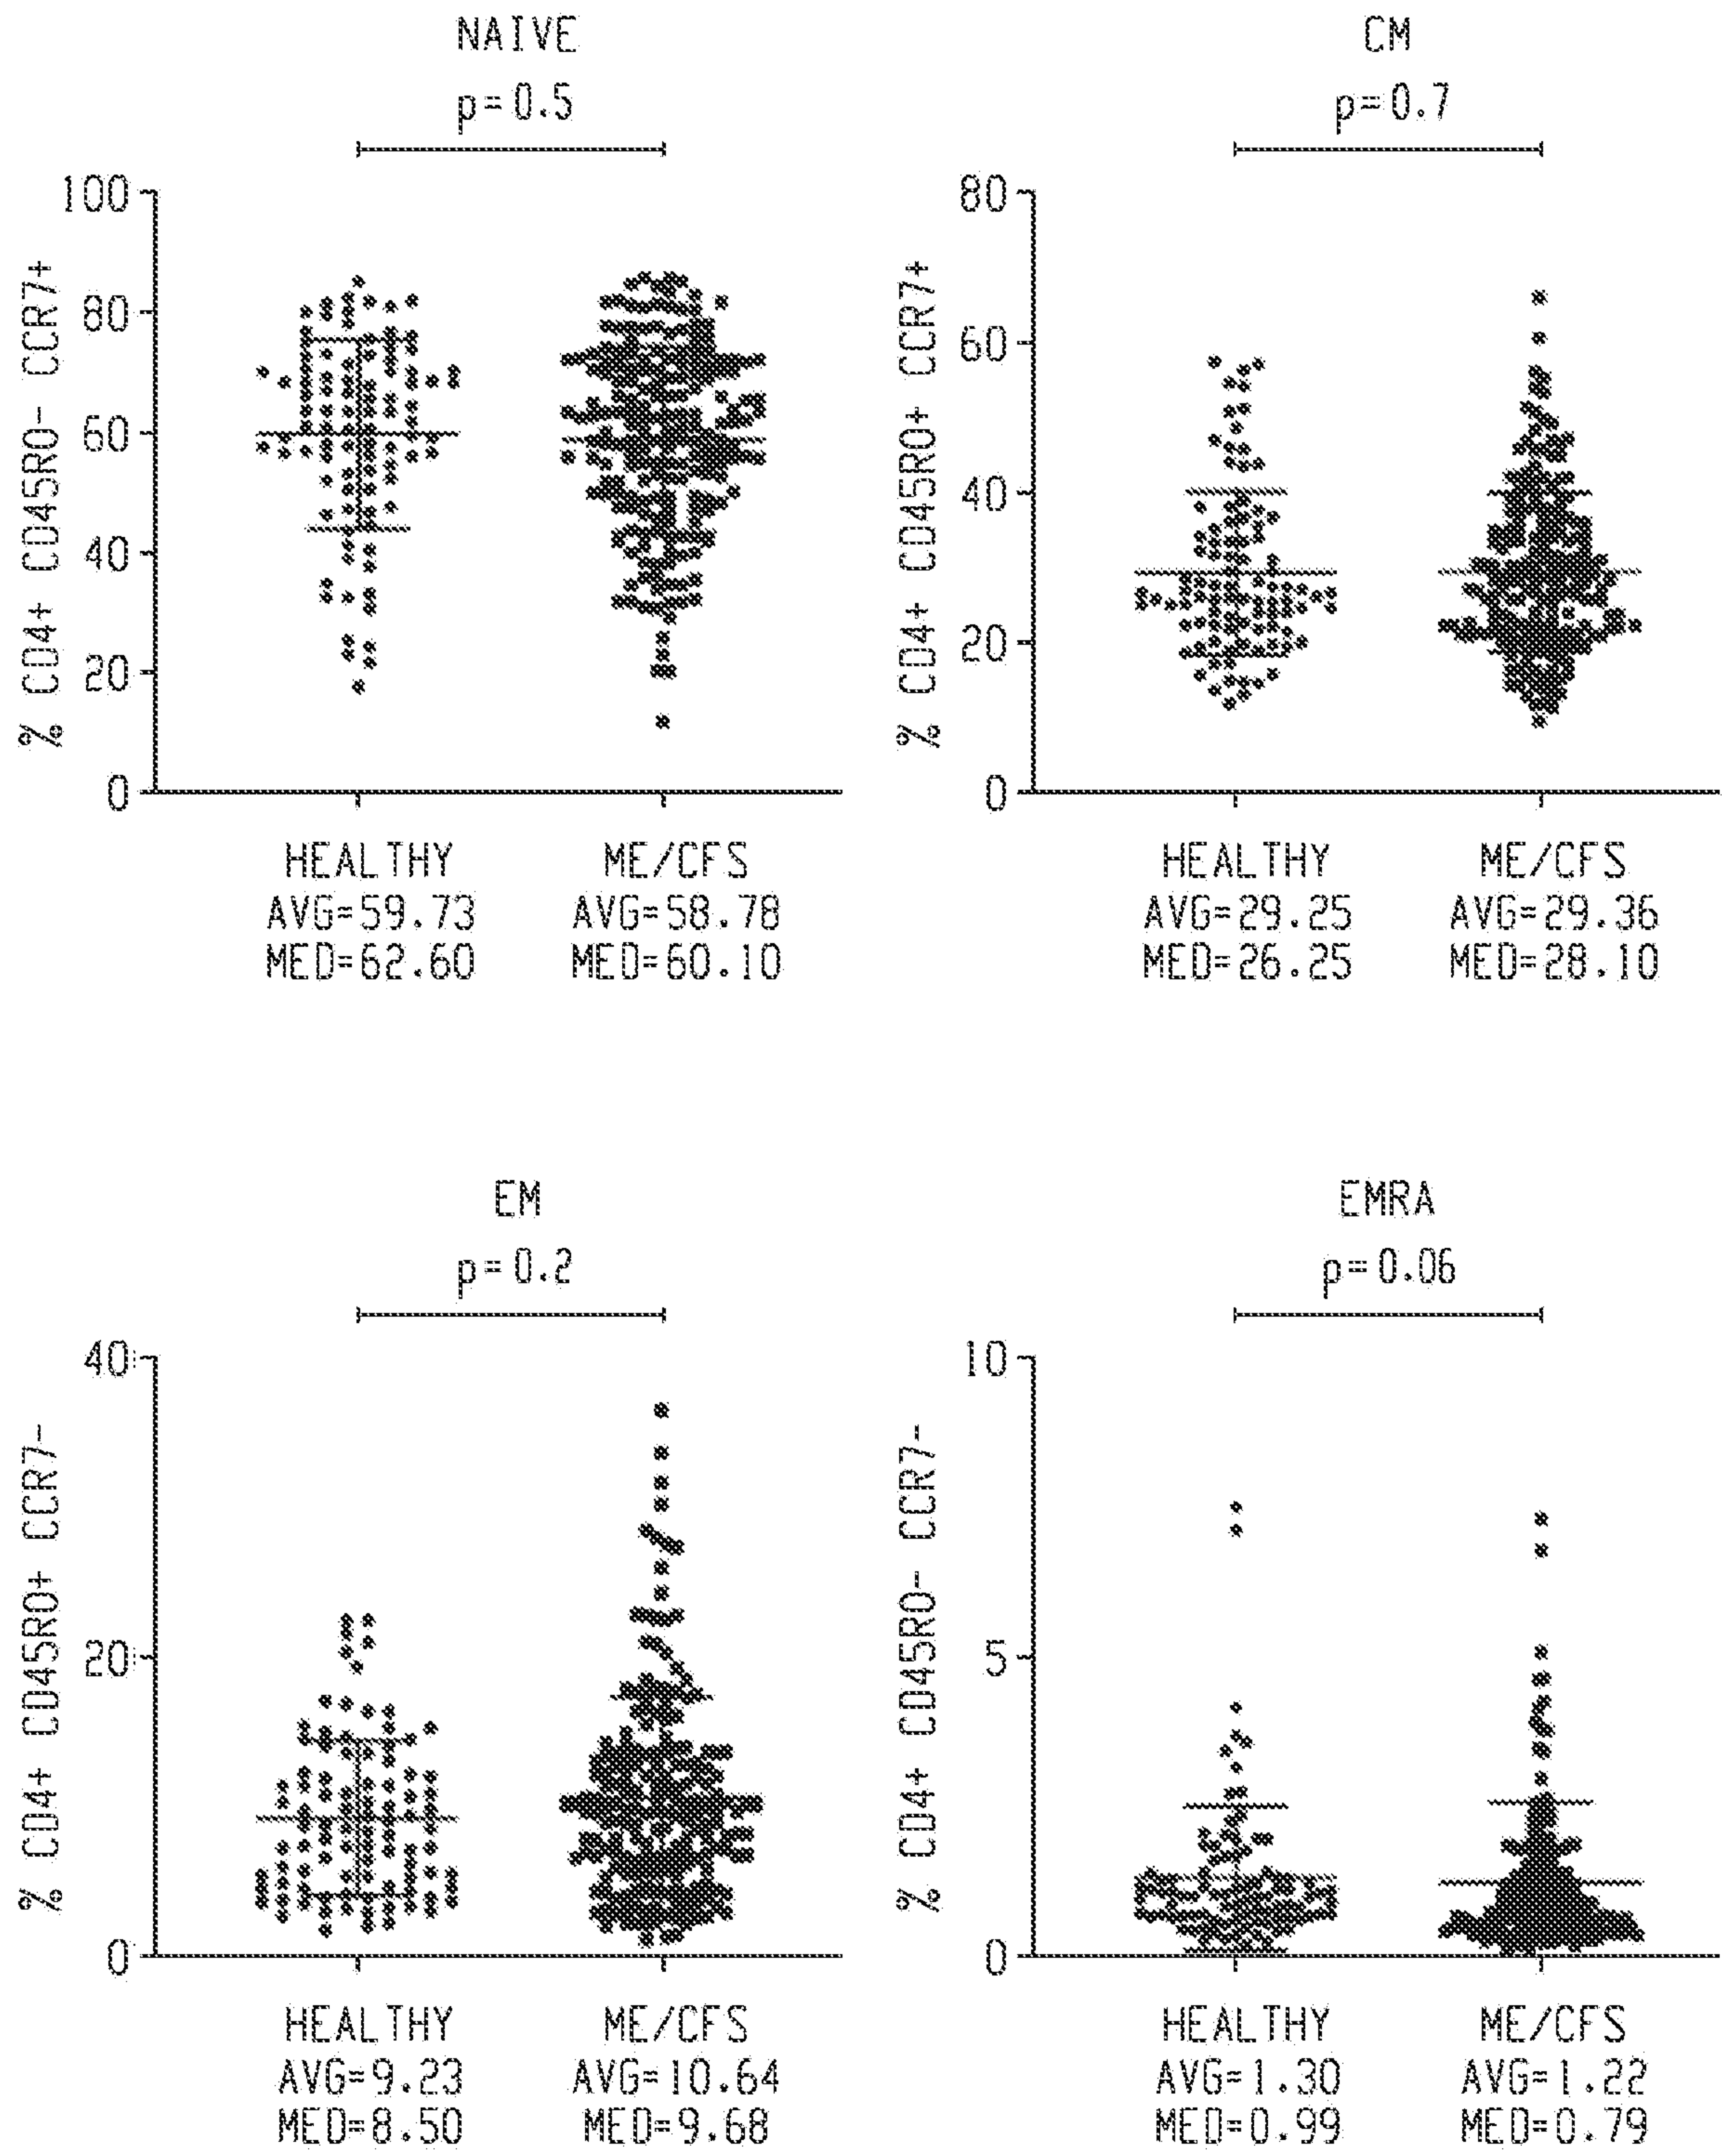 NAIVE
p=0.5
100
80
60
40
20
0
% CD4+ CD45RO- CCR7+
HEALTHY
AVG=59.73
MED=62.60
ME/CFS
AVG=58.78
MED=60.10
CM
p=0.7
80
60
40
20
0
% CD4+ CD45RO+ CCR7+
HEALTHY
AVG=29.25
MED=26.25
ME/CFS
AVG=29.36
MED=28.10
EM
p=0.2
40
20
0
% CD4+ CD45RO+ CCR7-
HEALTHY
AVG=9.23
MED=8.50
ME/CFS
AVG=10.64
MED=9.68
EMRA
p=0.06
10
5
0
% CD4+ CD45RO- CCR7-
HEALTHY
AVG=1.30
MED=0.99
ME/CFS
AVG=1.22
MED=0.79